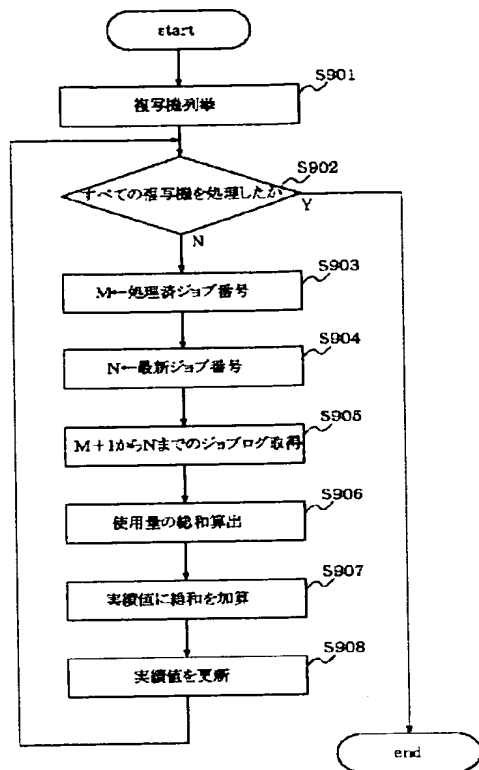 start
S901
複写機列挙
S902
すべての複写機を処理したか
Y
N
S903
M←処理済ジョブ番号
S904
N←最新ジョブ番号
S905
M+1からNまでのジョブログ取得
S906
使用量の総和算出
S907
実績値に総和を加算
S908
実績値を更新
end